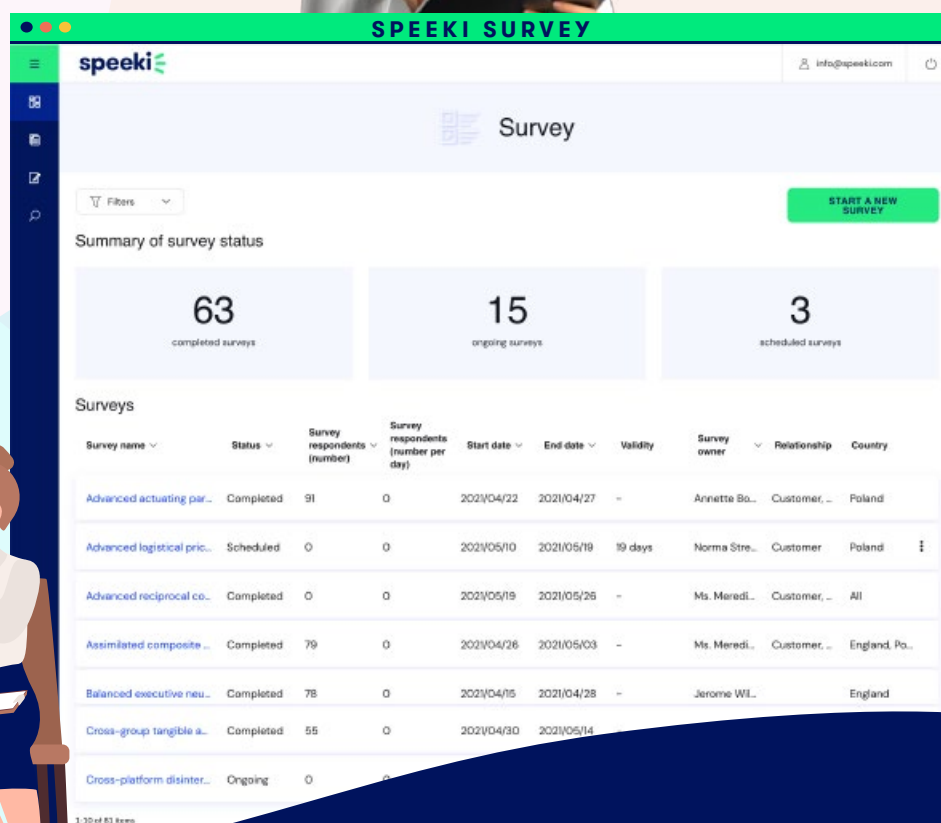 SPEEKI SURVEY
speeki
info@speeki.com
Survey
Filters
START A NEW
SURVEY
Summary of survey status
63
completed surveys
15
ongoing surveys
3
scheduled surveys
Surveys
Survey name Status Survey respondents (number) Survey respondents (number per day) Start date End date Validity Survey owner Relationship Country
Advanced actuating par... Completed 91 0 2021/04/22 2021/04/27 - Annette Bo... Customer, ... Poland
Advanced logistical pric... Scheduled 0 0 2021/05/10 2021/05/19 19 days Norma Stre... Customer Poland
Advanced reciprocal co... Completed 0 0 2021/05/19 2021/05/26 - Ms. Meredi... Customer, ... All
Assimilated composite ... Completed 79 0 2021/04/26 2021/05/03 - Ms. Meredi... Customer, ... England, Po...
Balanced executive neu... Completed 78 0 2021/04/15 2021/04/28 - Jerome Wil... England
Cross-group tangible a... Completed 55 0 2021/04/30 2021/05/14
Cross-platform disinter... Ongoing 0
1-10 of 81 items